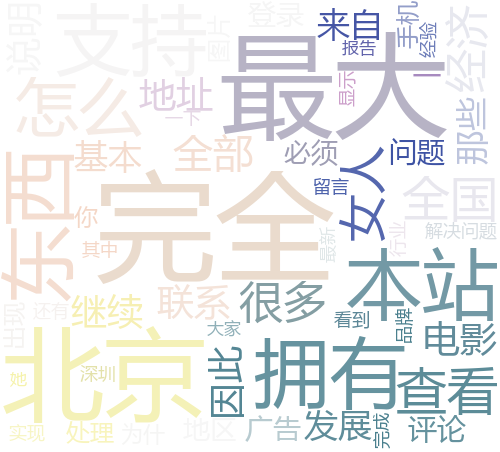 说明
支持
图片
登录
来自
手机
报告
经验
最大
怎么
地址
一下
显示
一
经济
那些
基本
全部
必须
问题
女人
留言
东西
完全
你
其中
全国
最新
行业
解决问题
本站
继续
联系
很多
出现
还有
大家
看到
品牌
电影
北京
深圳
她
因此
拥有
查看
实现
处理
为什
地区
广告
发展
完成
评论